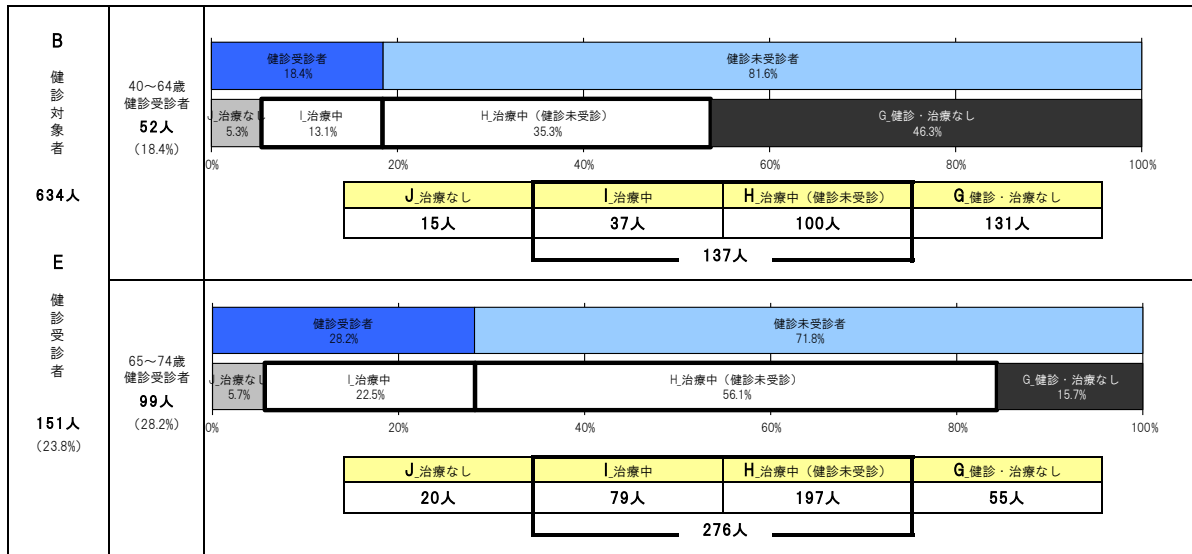 B
健診対象者
634人
E
健診受診者
151人
(23.8%)
40～64歳
健診受診者
52人
(18.4%)
健診受診者
18.4%
健診未受診者
81.6%
J_治療なし
5.3%
I_治療中
13.1%
H_治療中（健診未受診）
35.3%
G_健診・治療なし
46.3%
0% 20% 40% 60% 80% 100%
J_治療なし I_治療中 H_治療中（健診未受診） G_健診・治療なし
15人 37人 100人 131人
137人
65～74歳
健診受診者
99人
(28.2%)
健診受診者
28.2%
健診未受診者
71.8%
J_治療なし
5.7%
I_治療中
22.5%
H_治療中（健診未受診）
56.1%
G_健診・治療なし
15.7%
0% 20% 40% 60% 80% 100%
J_治療なし I_治療中 H_治療中（健診未受診） G_健診・治療なし
20人 79人 197人 55人
276人